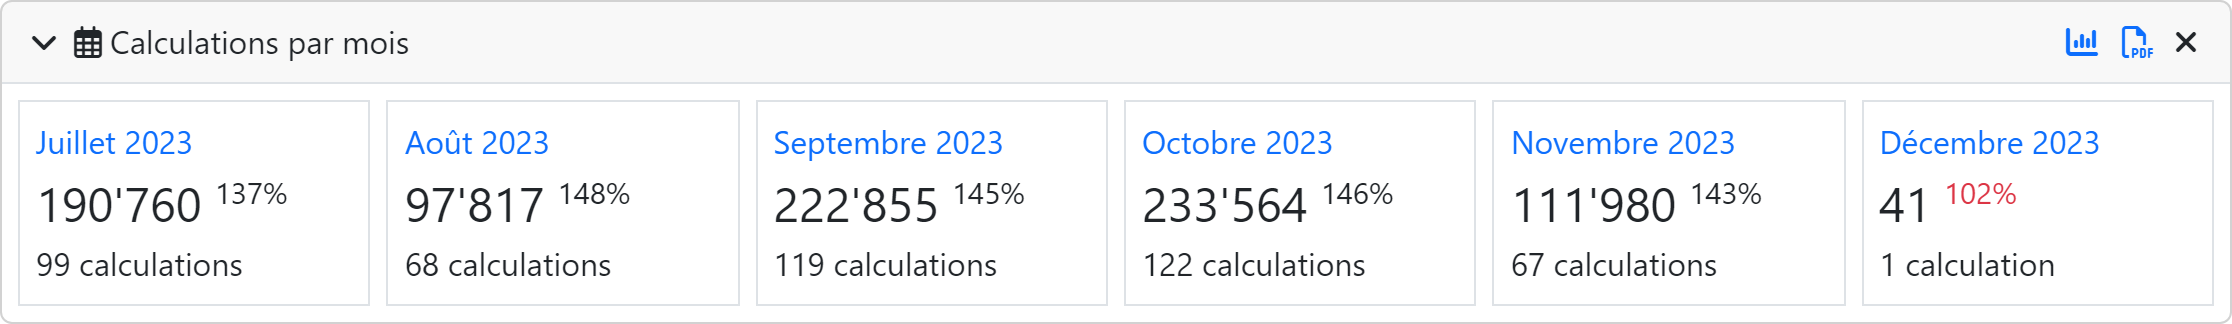 Calculations par mois
PDF
Juillet 2023
190'760 137%
99 calculations
Août 2023
97'817 148%
68 calculations
Septembre 2023
222'855 145%
119 calculations
Octobre 2023
233'564 146%
122 calculations
Novembre 2023
111'980 143%
67 calculations
Décembre 2023
41 102%
1 calculation